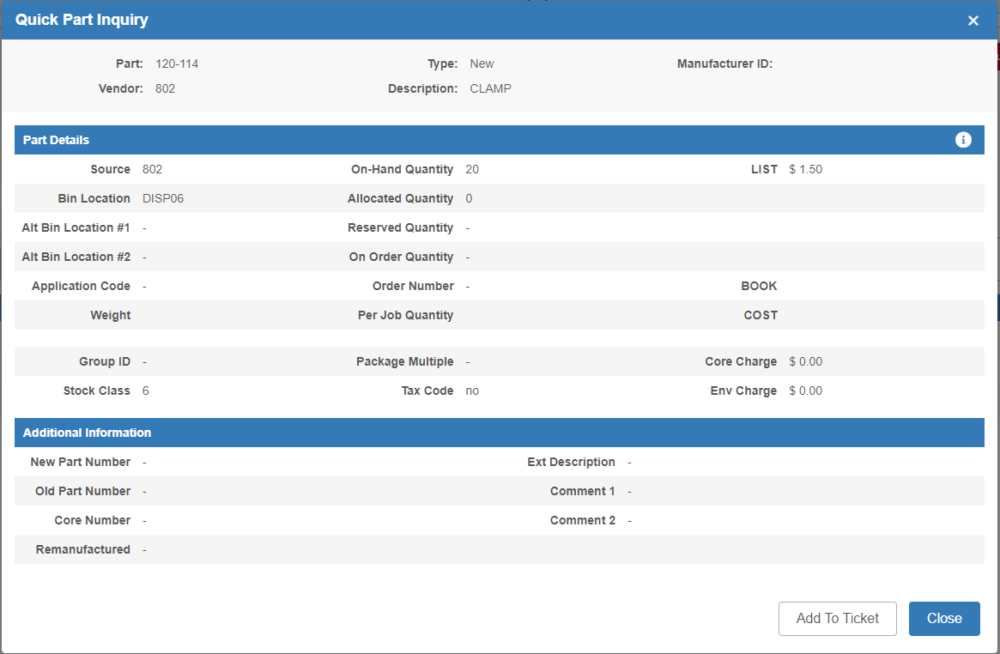 Quick Part Inquiry ×
Part: 120-114 Type: New Manufacturer ID:
Vendor: 802 Description: CLAMP
Part Details
Source 802 On-Hand Quantity 20 LIST $ 1.50
Bin Location DISP06 Allocated Quantity 0
Alt Bin Location #1 - Reserved Quantity -
Alt Bin Location #2 - On Order Quantity -
Application Code - Order Number - BOOK
Weight Per Job Quantity COST
Group ID - Package Multiple - Core Charge $ 0.00
Stock Class 6 Tax Code no Env Charge $ 0.00
Additional Information
New Part Number - Ext Description -
Old Part Number - Comment 1 -
Core Number - Comment 2 -
Remanufactured -
Add To Ticket Close